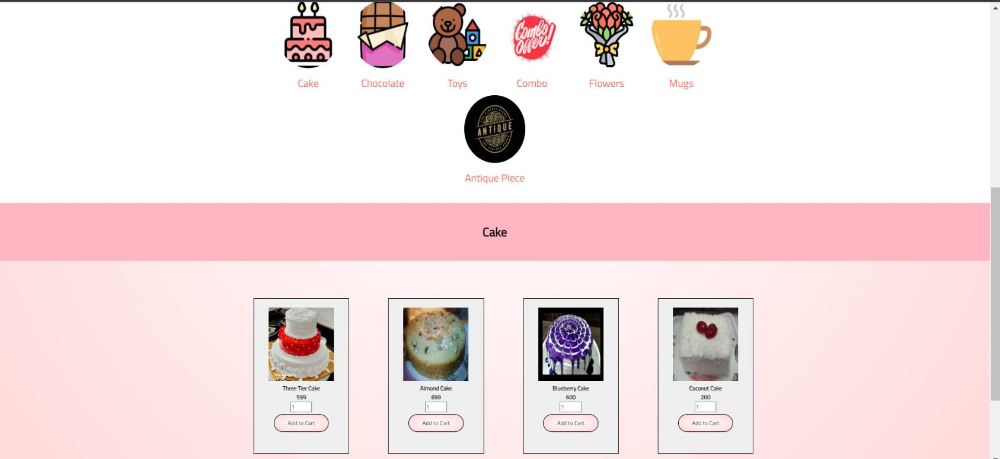 Combo
Offer!
Cake
Chocolate
Toys
Combo
Flowers
Mugs
ANTIQUE
Antique Piece
Cake
Three Tier Cake
599
1
Add to Cart
Almond Cake
699
1
Add to Cart
Blueberry Cake
600
1
Add to Cart
Coconut Cake
200
1
Add to Cart